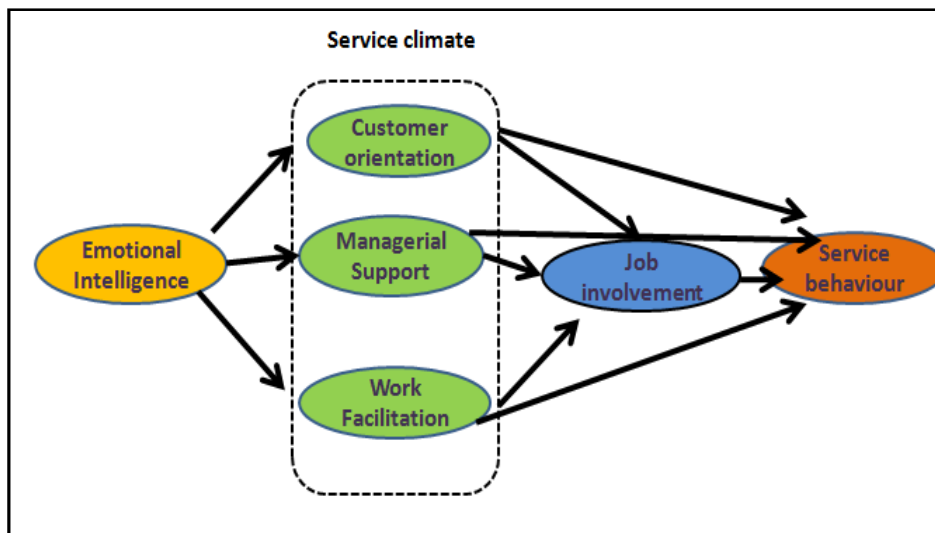 Service climate
Customer
orientation
Emotional
Intelligence
Managerial
Support
Job
involvement
Service
behaviour
Work
Facilitation